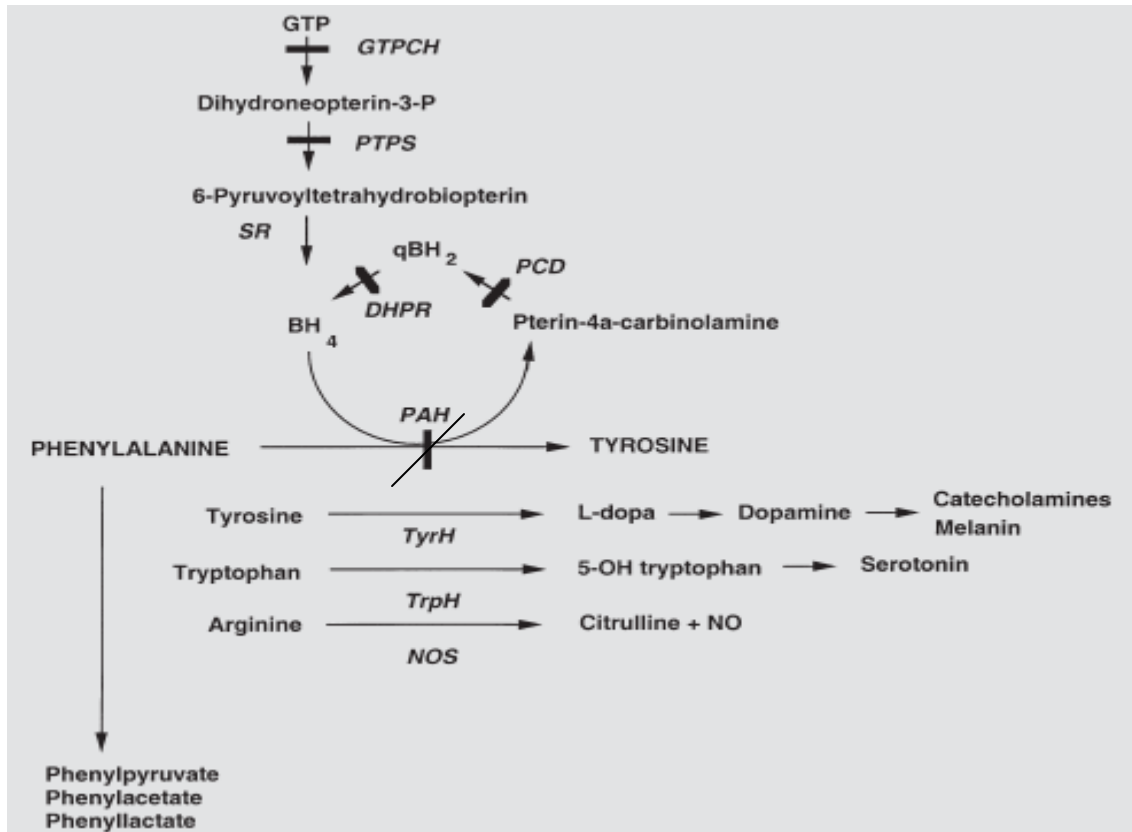 GTP
GTPCH
Dihydroneopterin-3-P
PTPS
6-Pyruvoyltetrahydrobiopterin
SR
qBH2
PCD
DHPR
BH4
Pterin-4a-carbinolamine
PAH
PHENYLALANINE
TYROSINE
Tyrosine
TyrH
L-dopa
Dopamine
Catecholamines
Melanin
Tryptophan
TrpH
5-OH tryptophan
Serotonin
Arginine
NOS
Citrulline + NO
Phenylpyruvate
Phenylacetate
Phenyllactate